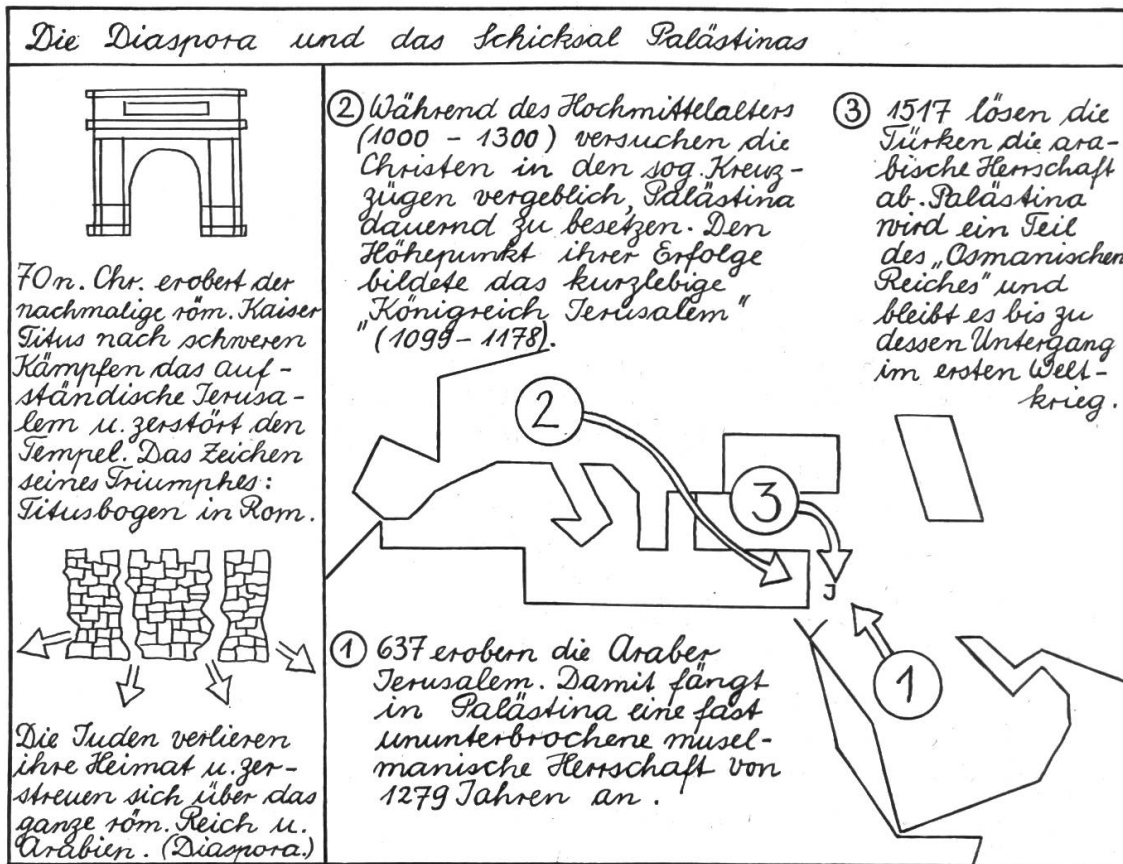 Die Diaspora und das Schicksal Palästinas
70 n. Chr. erobert der
nachmalige röm. Kaiser
Titus nach schweren
Kämpfen das auf-
ständische Jerusa-
lem u. zerstört den
Tempel. Das Zeichen
seines Triumphes:
Titusbogen in Rom.
Die Juden verlieren
ihre Heimat u. zer-
streuen sich über das
ganze röm. Reich u.
Arabien. (Diaspora.)
② Während des Hochmittelalters
(1000 - 1300) versuchen die
Christen in den sog. Kreuz-
zügen vergeblich, Palästina
dauernd zu besetzen. Den
Höhepunkt ihrer Erfolge
bildete das kurzlebige
"Königreich Jerusalem"
(1099 - 1178).
③ 1517 lösen die
Türken die ara-
bische Herrschaft
ab. Palästina
wird ein Teil
des „Osmanischen
Reiches" und
bleibt es bis zu
dessen Untergang
im ersten Welt-
krieg.
2
3
J
1
① 637 erobern die Araber
Jerusalem. Damit fängt
in Palästina eine fast
ununterbrochene musel-
manische Herrschaft von
1279 Jahren an.